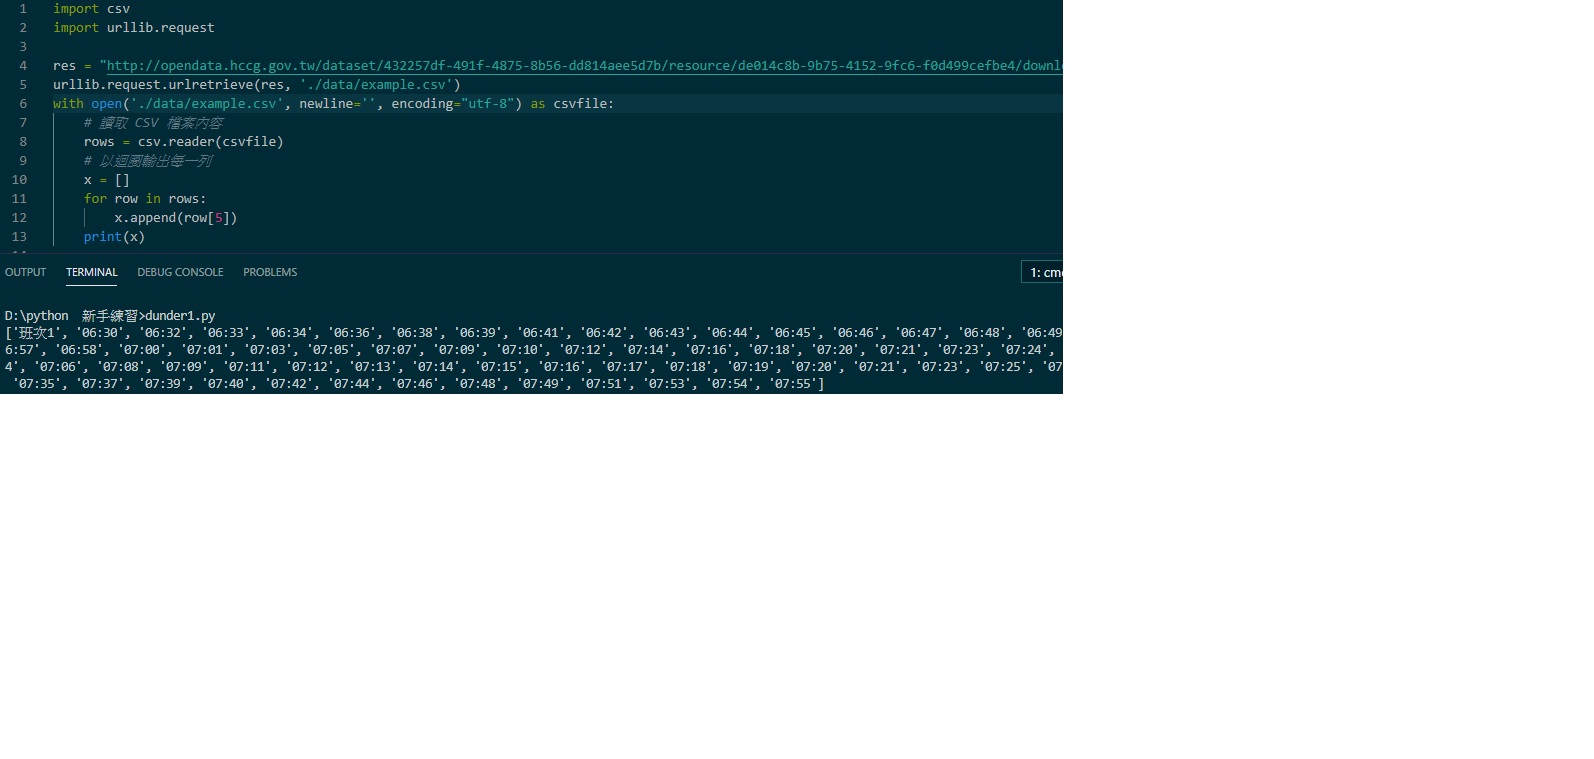 1 import csv
2 import urllib.request
3
4 res = "http://opendata.hccg.gov.tw/dataset/432257df-491f-4875-8b56-dd814aee5d7b/resource/de014c8b-9b75-4152-9fc6-f0d499cefbe4/downl
5 urllib.request.urlretrieve(res, './data/example.csv')
6 with open('./data/example.csv', newline='', encoding="utf-8") as csvfile:
7 # 讀取 CSV 檔案內容
8 rows = csv.reader(csvfile)
9 # 以迴圈輸出每一列
10 x = []
11 for row in rows:
12 x.append(row[5])
13 print(x)
OUTPUT TERMINAL DEBUG CONSOLE PROBLEMS 1: cm
D:\python 新手練習>dunder1.py
['班次1', '06:30', '06:32', '06:33', '06:34', '06:36', '06:38', '06:39', '06:41', '06:42', '06:43', '06:44', '06:45', '06:46', '06:47', '06:48', '06:49
6:57', '06:58', '07:00', '07:01', '07:03', '07:05', '07:07', '07:09', '07:10', '07:12', '07:14', '07:16', '07:18', '07:20', '07:21', '07:23', '07:24',
4', '07:06', '07:08', '07:09', '07:11', '07:12', '07:13', '07:14', '07:15', '07:16', '07:17', '07:18', '07:19', '07:20', '07:21', '07:23', '07:25', '07
'07:35', '07:37', '07:39', '07:40', '07:42', '07:44', '07:46', '07:48', '07:49', '07:51', '07:53', '07:54', '07:55']